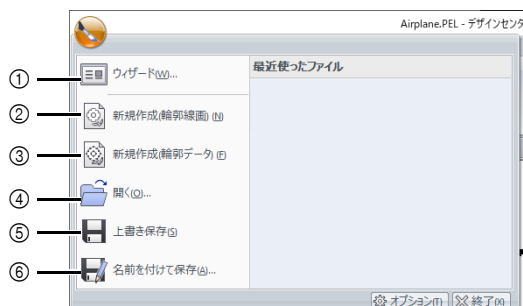 Airplane.PEL - デザインセンタ
最近使ったファイル
① ウィザード(W)...
② 新規作成(輪郭線画) (N)
③ 新規作成(輪郭データ) (F)
④ 開く(O)...
⑤ 上書き保存(S)
⑥ 名前を付けて保存(A)...
オプション(T) 終了(X)